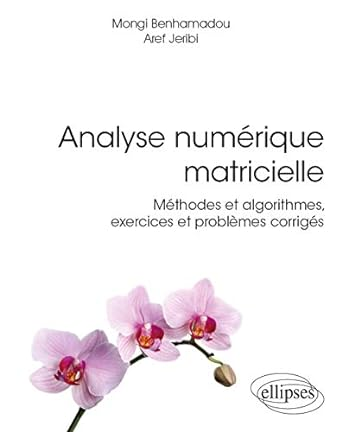 Mongi Benhamadou
Aref Jeribi
Analyse numérique
matricielle
Méthodes et algorithmes,
exercices et problèmes corrigés
ellipses